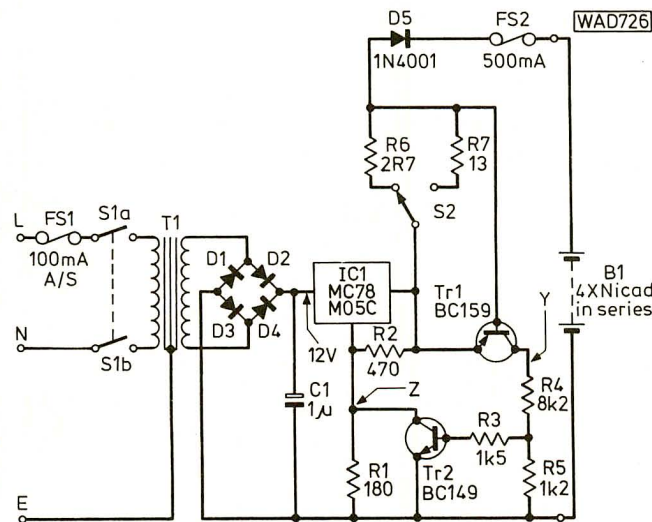 WAD726
D5
1N4001
FS2
500mA
R6
2R7
R7
13
S2
L
FS1
100mA
A/S
S1a
T1
D1
D2
D3
D4
N
S1b
IC1
MC78
M05C
12V
R2
470
Tr1
BC159
Y
B1
4XNicad
in series
C1
1μ
Z
R3
1k5
R4
8k2
R1
180
Tr2
BC149
R5
1k2
E